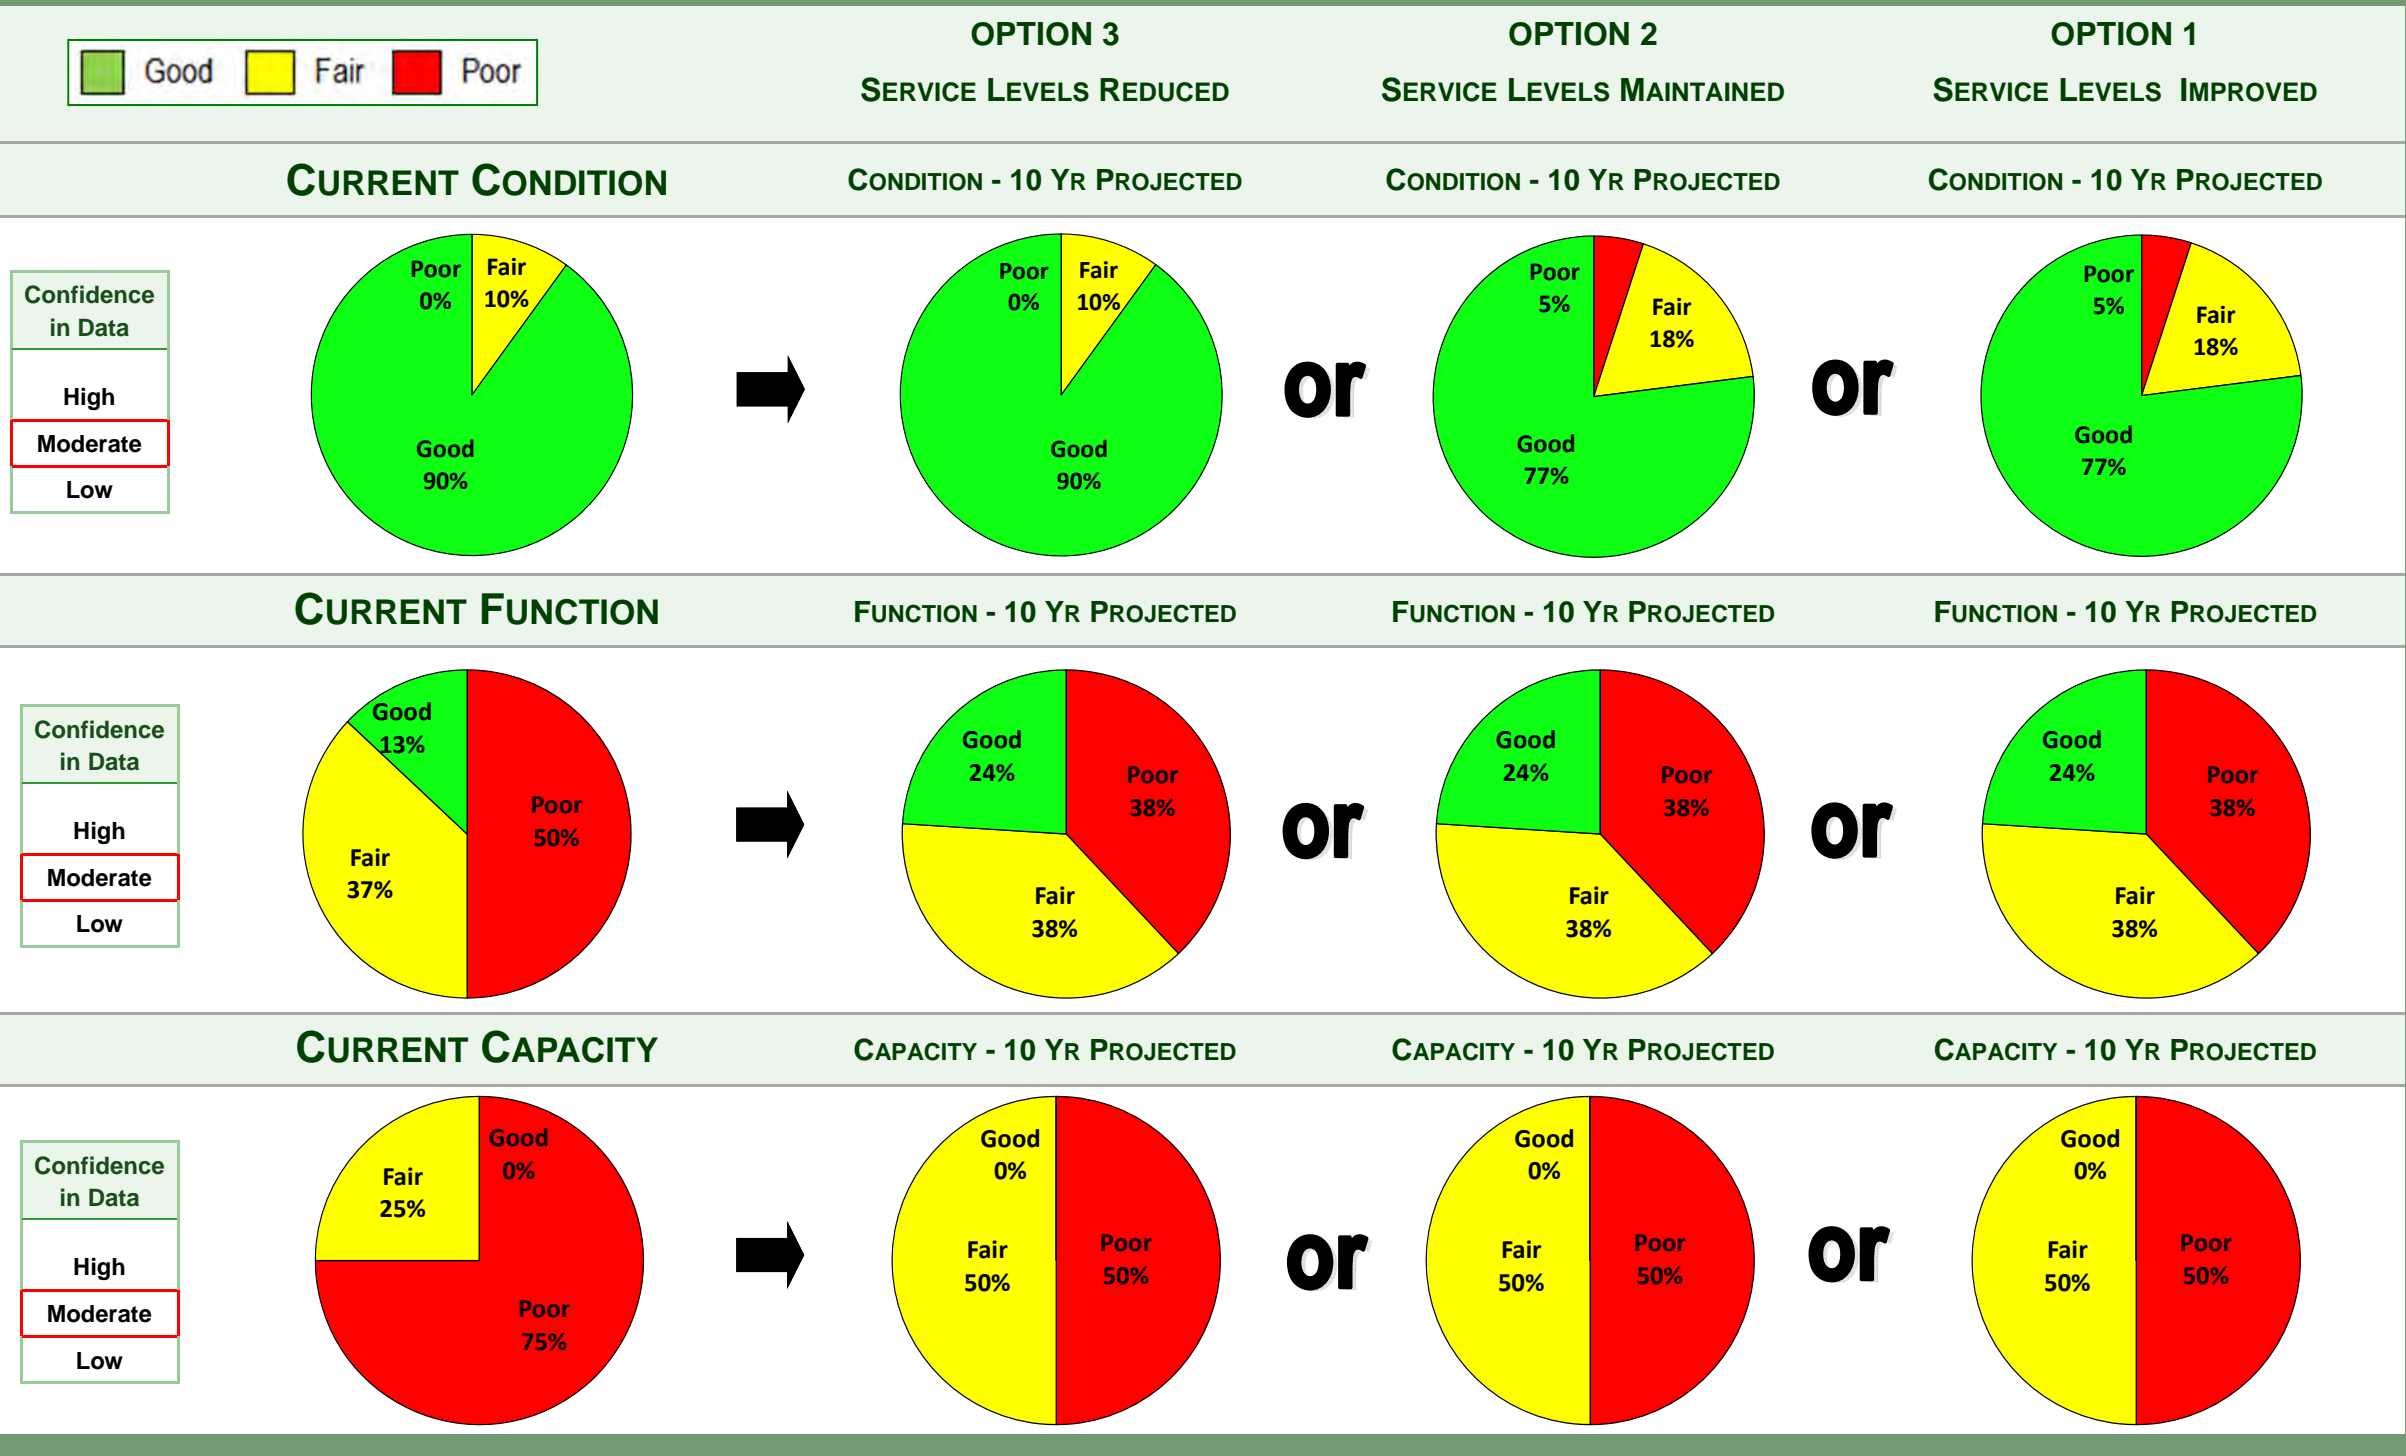 Good Fair Poor
OPTION 3
SERVICE LEVELS REDUCED
OPTION 2
SERVICE LEVELS MAINTAINED
OPTION 1
SERVICE LEVELS IMPROVED
CURRENT CONDITION
CONDITION - 10 YR PROJECTED
CONDITION - 10 YR PROJECTED
CONDITION - 10 YR PROJECTED
Confidence
in Data
High
Moderate
Low
Poor
0%
Fair
10%
Good
90%
Poor
0%
Fair
10%
Good
90%
or
Poor
5%
Fair
18%
Good
77%
or
Poor
5%
Fair
18%
Good
77%
CURRENT FUNCTION
FUNCTION - 10 YR PROJECTED
FUNCTION - 10 YR PROJECTED
FUNCTION - 10 YR PROJECTED
Confidence
in Data
High
Moderate
Low
Good
13%
Poor
50%
Fair
37%
Good
24%
Poor
38%
Fair
38%
or
Good
24%
Poor
38%
Fair
38%
or
Good
24%
Poor
38%
Fair
38%
CURRENT CAPACITY
CAPACITY - 10 YR PROJECTED
CAPACITY - 10 YR PROJECTED
CAPACITY - 10 YR PROJECTED
Confidence
in Data
High
Moderate
Low
Good
0%
Fair
25%
Poor
75%
Good
0%
Fair
50%
Poor
50%
or
Good
0%
Fair
50%
Poor
50%
or
Good
0%
Fair
50%
Poor
50%